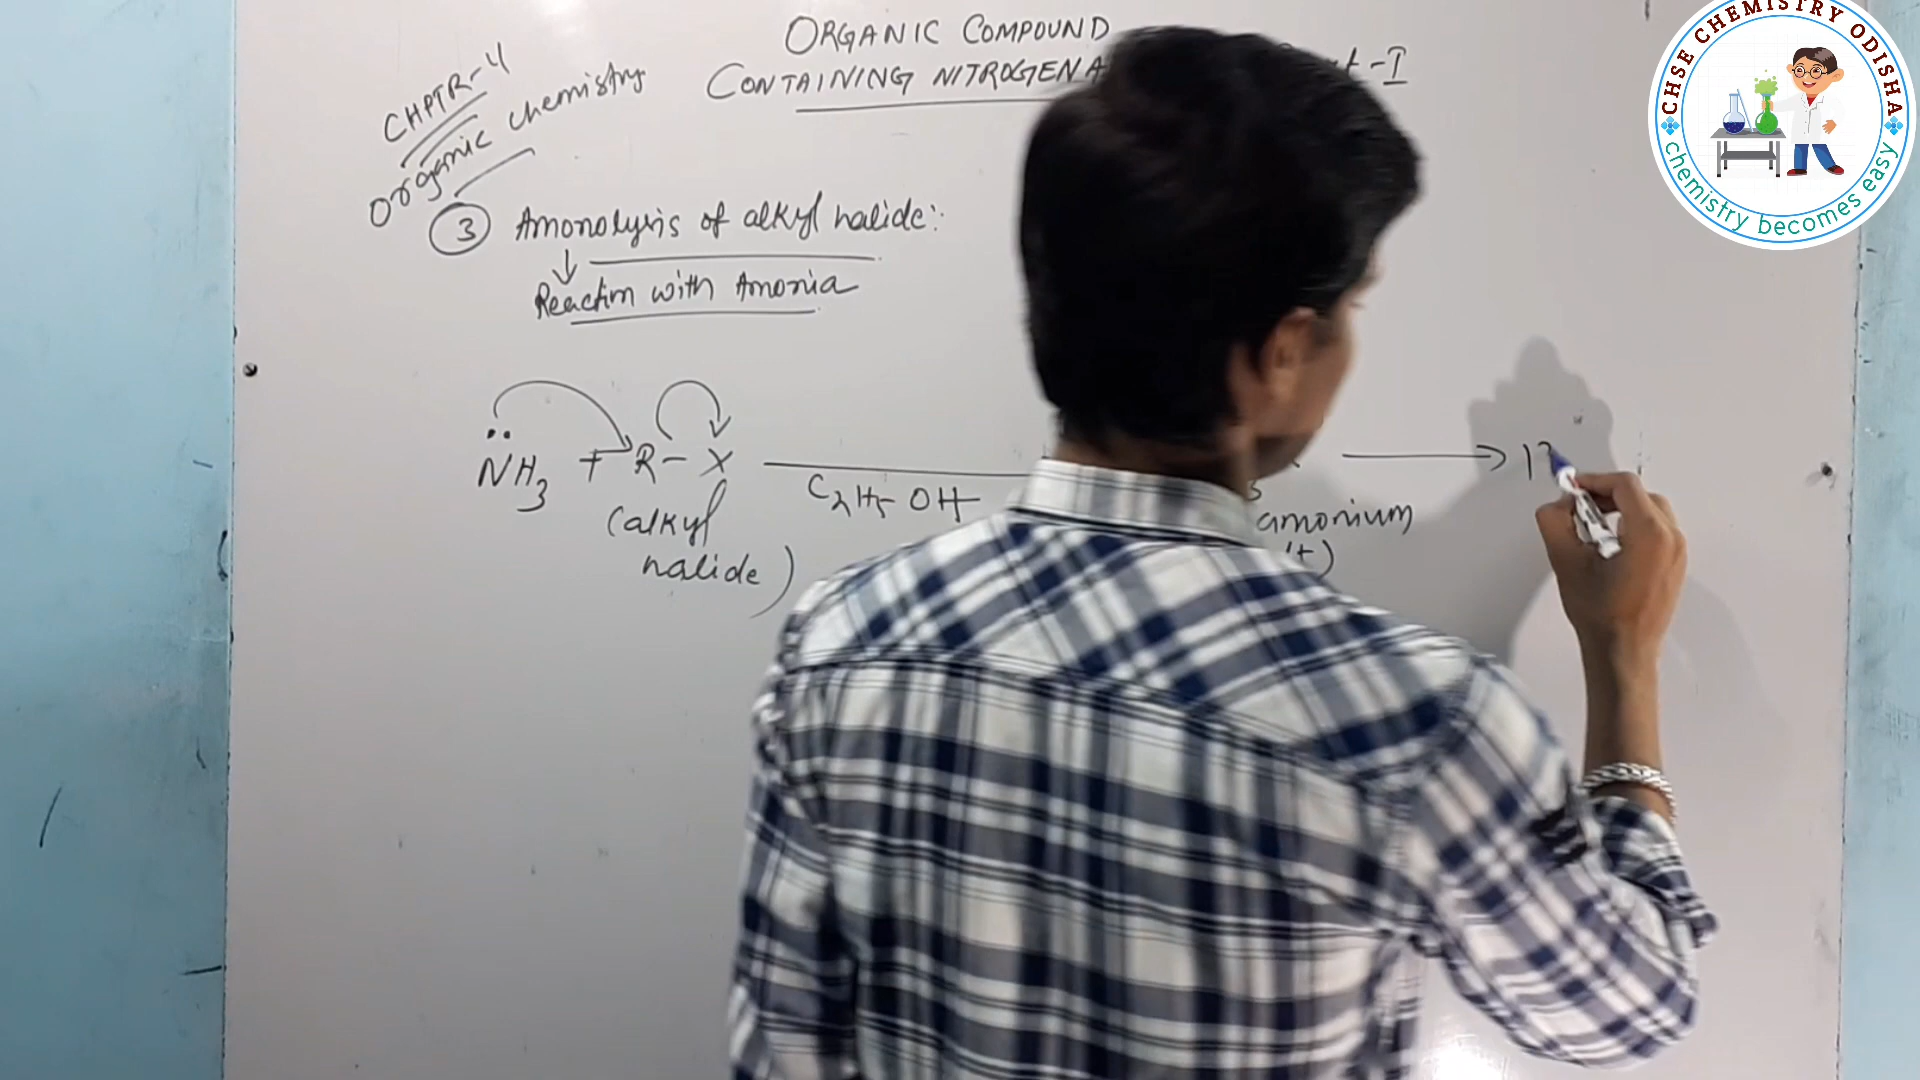 ORGANIC COMPOUND
CONTAINING NITROGEN -I
CHPTR-4
Organic chemistry
③ Amonolysis of alkyl halide:
Reaction with Amonia
NH3 + R-X
C2H5-OH
(alkyl amonium
halide)
CHSE CHEMISTRY ODISHA
chemistry becomes easy